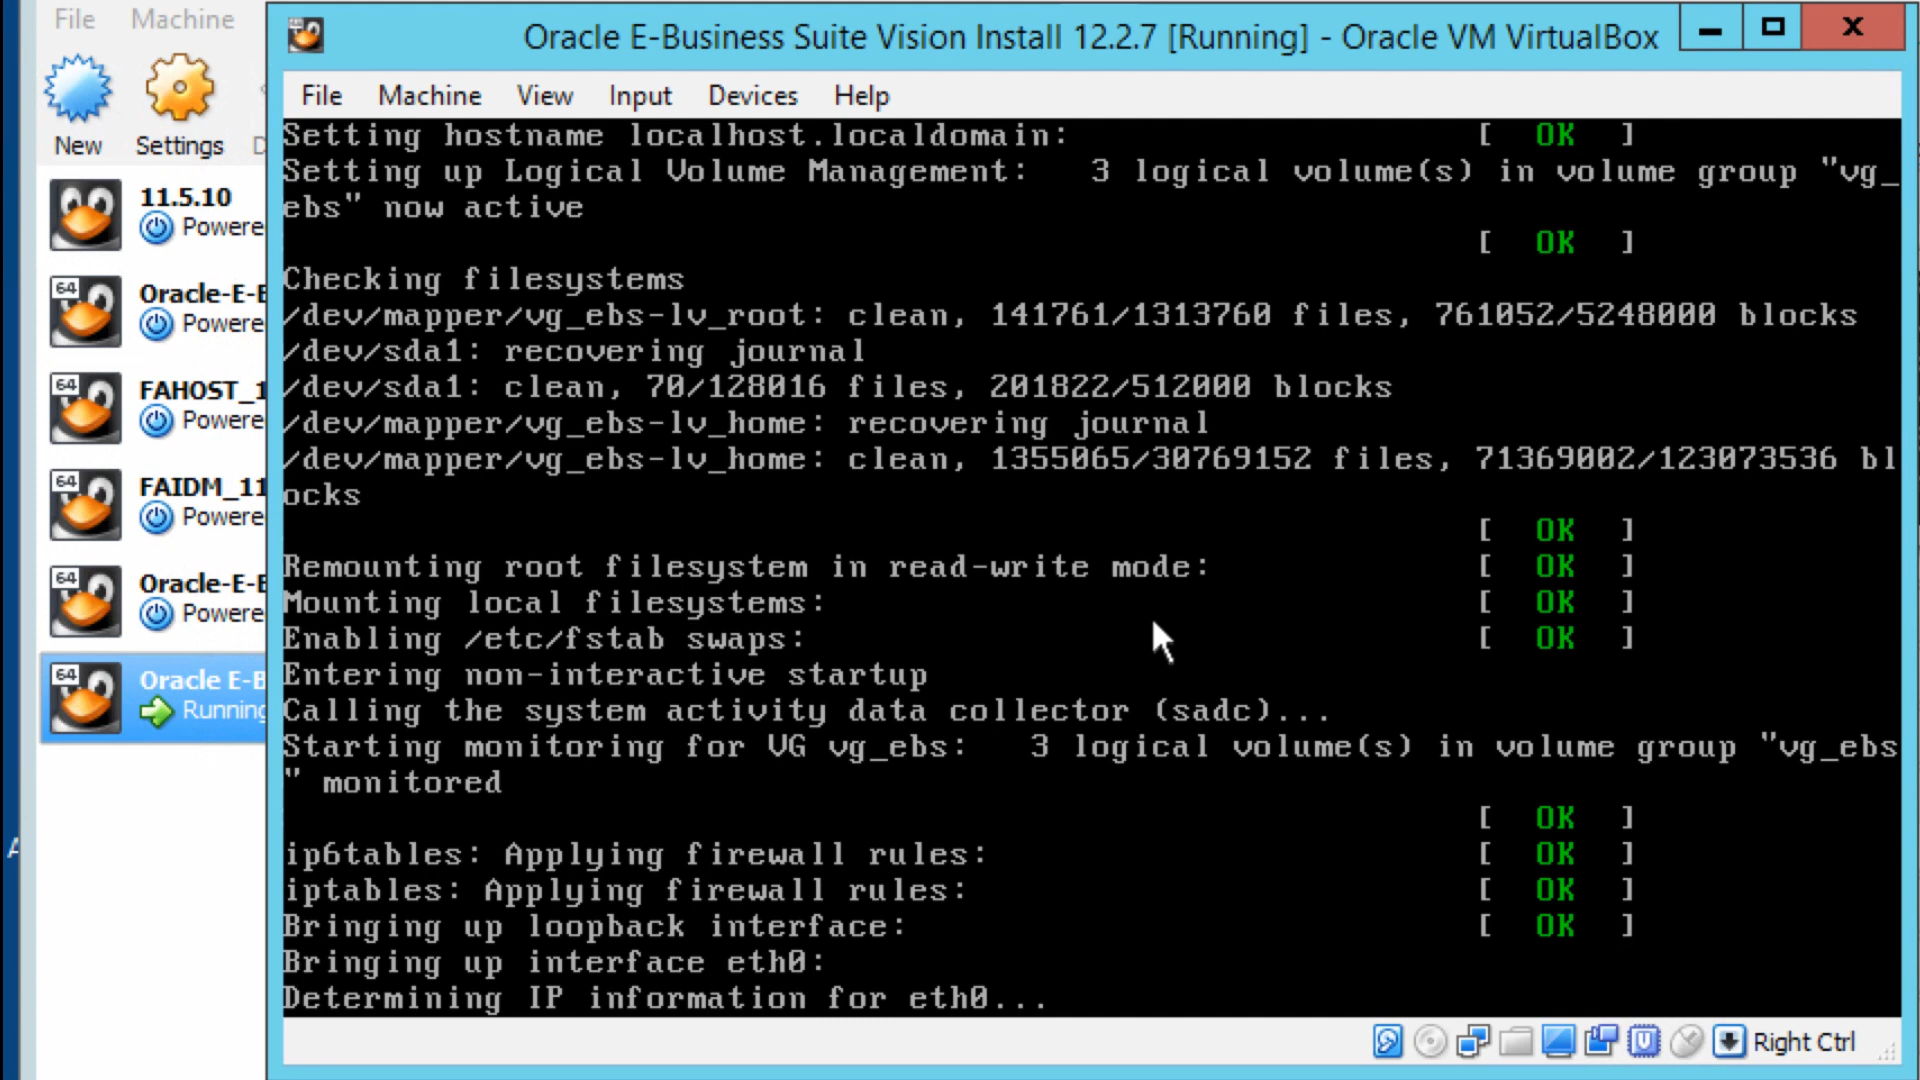 File Machine
New Settings
11.5.10
Powere
64 Oracle-E-E
Powere
64 FAHOST_1
Powere
64 FAIDM_11
Powere
64 Oracle-E-E
Powere
64 Oracle E-B
Running
Oracle E-Business Suite Vision Install 12.2.7 [Running] - Oracle VM VirtualBox
File Machine View Input Devices Help
Setting hostname localhost.localdomain: [ OK ]
Setting up Logical Volume Management: 3 logical volume(s) in volume group "vg_
ebs" now active
[ OK ]
Checking filesystems
/dev/mapper/vg_ebs-lv_root: clean, 141761/1313760 files, 761052/5248000 blocks
/dev/sda1: recovering journal
/dev/sda1: clean, 70/128016 files, 201822/512000 blocks
/dev/mapper/vg_ebs-lv_home: recovering journal
/dev/mapper/vg_ebs-lv_home: clean, 1355065/30769152 files, 71369002/123073536 bl
ocks
[ OK ]
Remounting root filesystem in read-write mode: [ OK ]
Mounting local filesystems: [ OK ]
Enabling /etc/fstab swaps: [ OK ]
Entering non-interactive startup
Calling the system activity data collector (sadc)...
Starting monitoring for VG vg_ebs: 3 logical volume(s) in volume group "vg_ebs
" monitored
[ OK ]
ip6tables: Applying firewall rules: [ OK ]
iptables: Applying firewall rules: [ OK ]
Bringing up loopback interface: [ OK ]
Bringing up interface eth0:
Determining IP information for eth0...
Right Ctrl